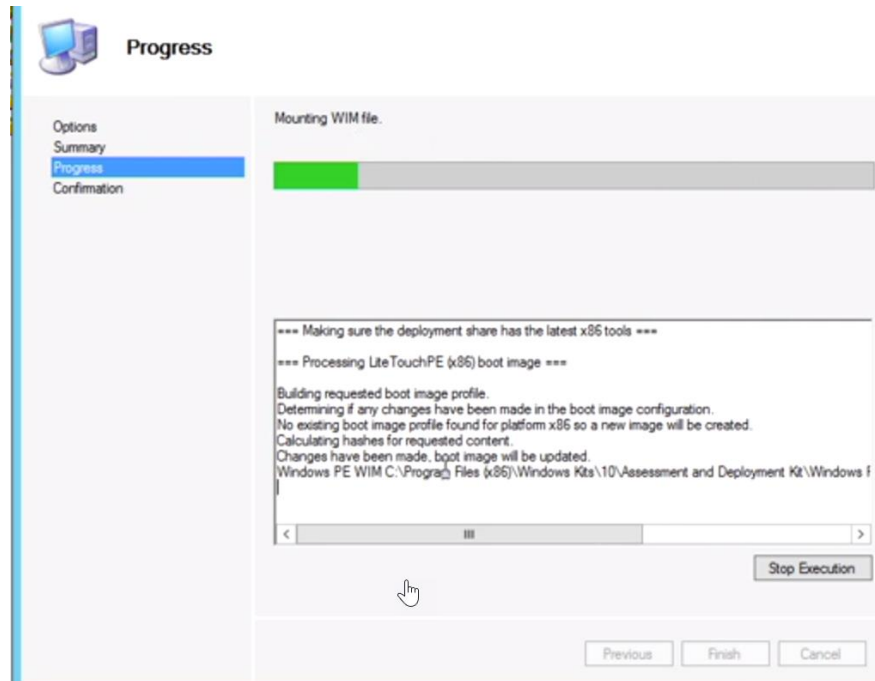 Progress
Options
Summary
Progress
Confirmation
Mounting WIM file.
=== Making sure the deployment share has the latest x86 tools ===
=== Processing LiteTouchPE (x86) boot image ===
Building requested boot image profile.
Determining if any changes have been made in the boot image configuration.
No existing boot image profile found for platform x86 so a new image will be created.
Calculating hashes for requested content.
Changes have been made, boot image will be updated.
Windows PE WIM C:\Program Files (x86)\Windows Kits\10\Assessment and Deployment Kit\Windows
Stop Execution
Previous
Finish
Cancel